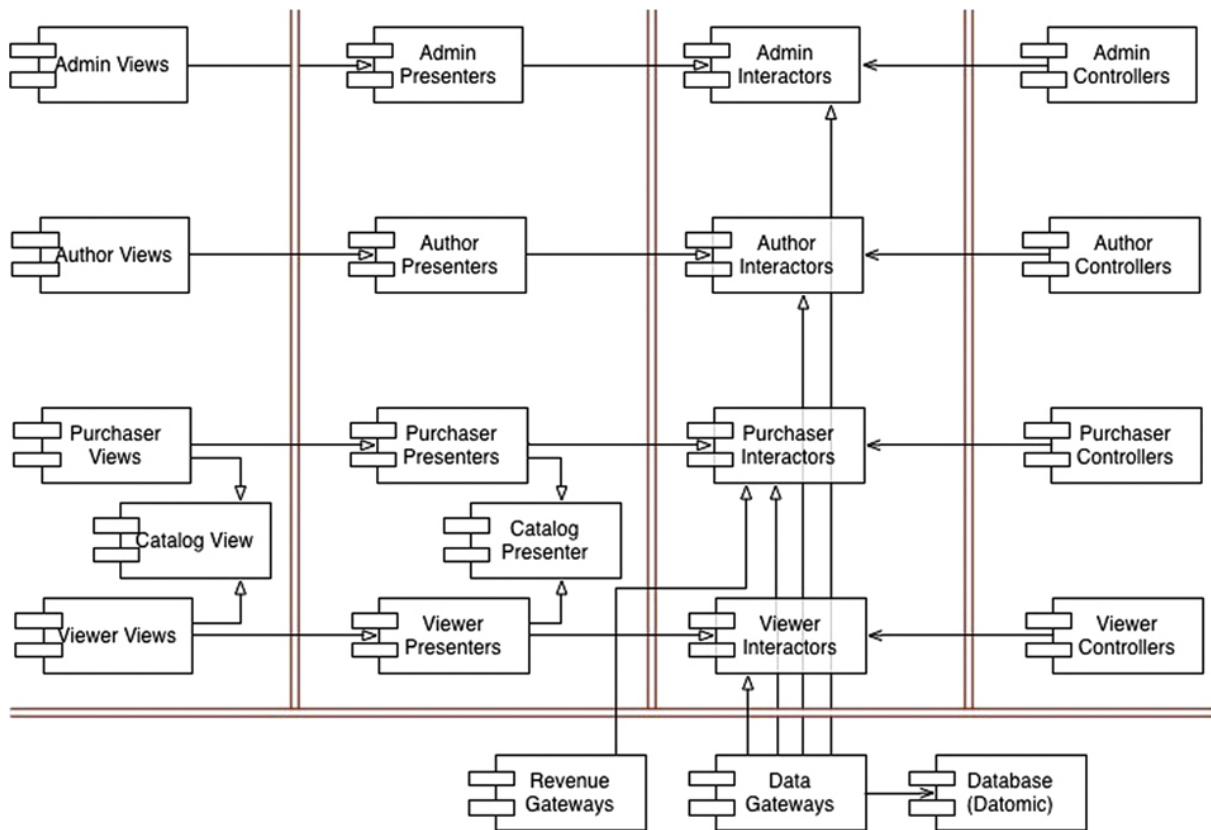 Admin Views
Admin
Presenters
Admin
Interactors
Admin
Controllers
Author Views
Author
Presenters
Author
Interactors
Author
Controllers
Purchaser
Views
Purchaser
Presenters
Purchaser
Interactors
Purchaser
Controllers
Catalog View
Catalog
Presenter
Viewer Views
Viewer
Presenters
Viewer
Interactors
Viewer
Controllers
Revenue
Gateways
Data
Gateways
Database
(Datomic)